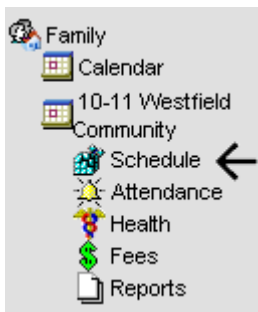 Family
Calendar
10-11 Westfield
Community
Schedule
Attendance
Health
Fees
Reports